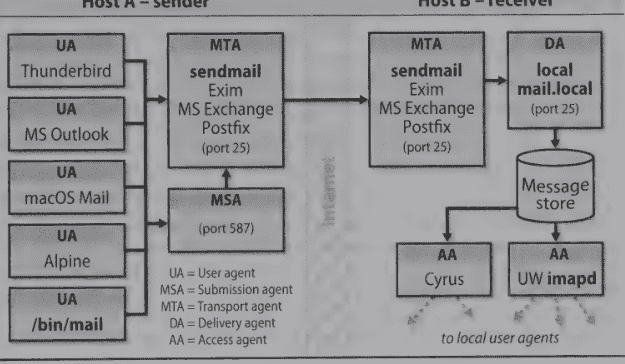 Host A – sender
Host B – receiver
UA
Thunderbird
UA
MS Outlook
UA
macOS Mail
UA
Alpine
UA
/bin/mail
MTA
sendmail
Exim
MS Exchange
Postfix
(port 25)
MSA
(port 587)
UA = User agent
MSA = Submission agent
MTA = Transport agent
DA = Delivery agent
AA = Access agent
Internet
MTA
sendmail
Exim
MS Exchange
Postfix
(port 25)
DA
local
mail.local
(port 25)
Message
store
AA
Cyrus
AA
UW imapd
to local user agents